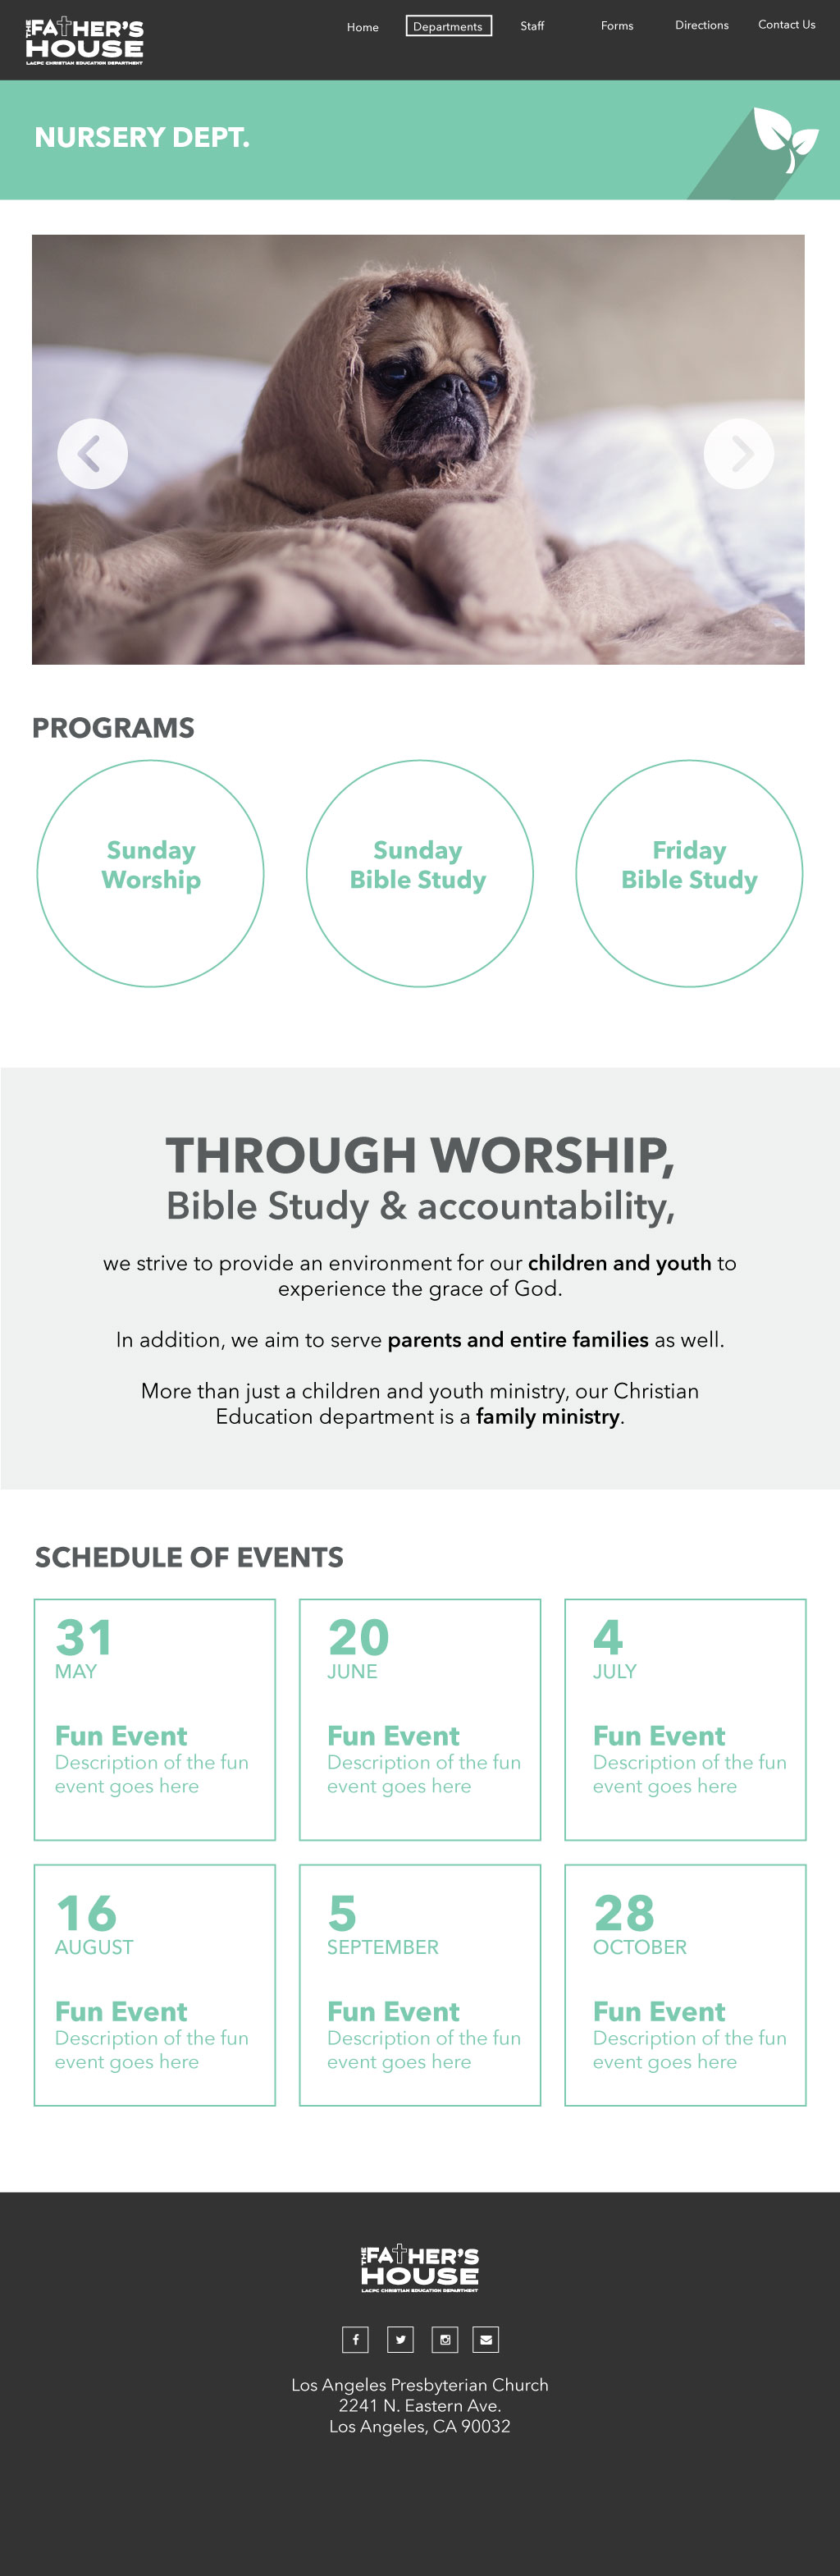 THE FATHER'S
HOUSE
LACPC CHRISTIAN EDUCATION DEPARTMENT
Home Departments Staff Forms Directions Contact Us
NURSERY DEPT.
PROGRAMS
Sunday
Worship
Sunday
Bible Study
Friday
Bible Study
THROUGH WORSHIP,
Bible Study & accountability,
we strive to provide an environment for our children and youth to
experience the grace of God.
In addition, we aim to serve parents and entire families as well.
More than just a children and youth ministry, our Christian
Education department is a family ministry.
SCHEDULE OF EVENTS
31
MAY
Fun Event
Description of the fun
event goes here
20
JUNE
Fun Event
Description of the fun
event goes here
4
JULY
Fun Event
Description of the fun
event goes here
16
AUGUST
Fun Event
Description of the fun
event goes here
5
SEPTEMBER
Fun Event
Description of the fun
event goes here
28
OCTOBER
Fun Event
Description of the fun
event goes here
THE FATHER'S
HOUSE
LACPC CHRISTIAN EDUCATION DEPARTMENT
Los Angeles Presbyterian Church
2241 N. Eastern Ave.
Los Angeles, CA 90032